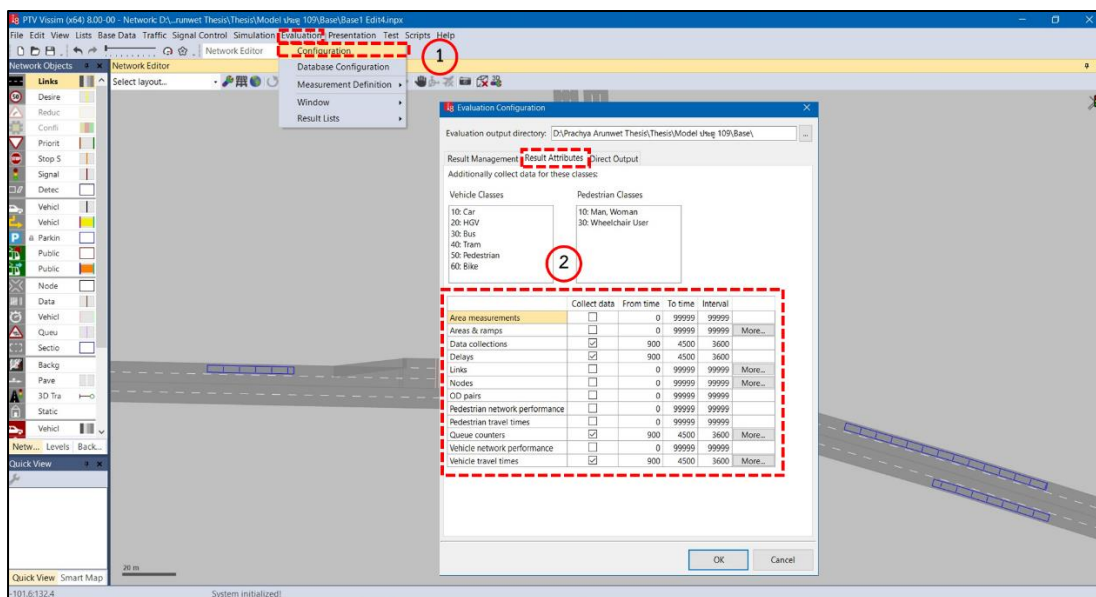 PTV Vissim (x64) 8.00-00 - Network: D:\...runwet Thesis\Thesis\Model บริษฐ 109\Base\Base1 Edit4.inpx
File Edit View Lists Base Data Traffic Signal Control Simulation Evaluation Presentation Test Scripts Help
Network Editor
Configuration
1
Database Configuration
Measurement Definition
Window
Result Lists
Network Objects
Network Editor
Select layout...
Links
Desire
Reduc
Confli
Priorit
Stop S
Signal
Detec
Vehicl
Vehicl
Parkin
Public
Public
Node
Data
Vehicl
Queu
Sectio
Backg
Pave
3D Tra
Static
Vehicl
Netw... Levels Back...
Quick View
Quick View Smart Map
20 m
-101.6:132.4
System initialized!
Evaluation Configuration
Evaluation output directory: D:\Prachya Arunwet Thesis\Thesis\Model 109\Base\
Result Management Result Attributes Direct Output
Additionally collect data for these classes:
Vehicle Classes Pedestrian Classes
10: Car 10: Man, Woman
20: HGV 30: Wheelchair User
30: Bus
40: Tram
50: Pedestrian
60: Bike
2
Collect data From time To time Interval
Area measurements 0 99999 99999
Areas & ramps 0 99999 99999 More...
Data collections 900 4500 3600
Delays 900 4500 3600
Links 0 99999 99999 More...
Nodes 0 99999 99999 More...
OD pairs 0 99999 99999
Pedestrian network performance 0 99999 99999
Pedestrian travel times 0 99999 99999
Queue counters 900 4500 3600 More...
Vehicle network performance 0 99999 99999
Vehicle travel times 900 4500 3600 More...
OK Cancel